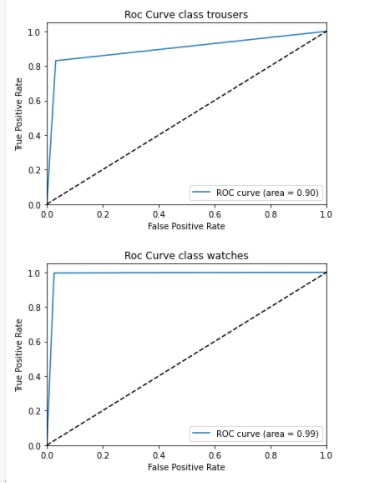 Roc Curve class trousers
1.0
0.8
0.6
0.4
0.2
0.0
True Positive Rate
ROC curve (area = 0.90)
0.0 0.2 0.4 0.6 0.8 1.0
False Positive Rate
Roc Curve class watches
1.0
0.8
0.6
0.4
0.2
0.0
True Positive Rate
ROC curve (area = 0.99)
0.0 0.2 0.4 0.6 0.8 1.0
False Positive Rate